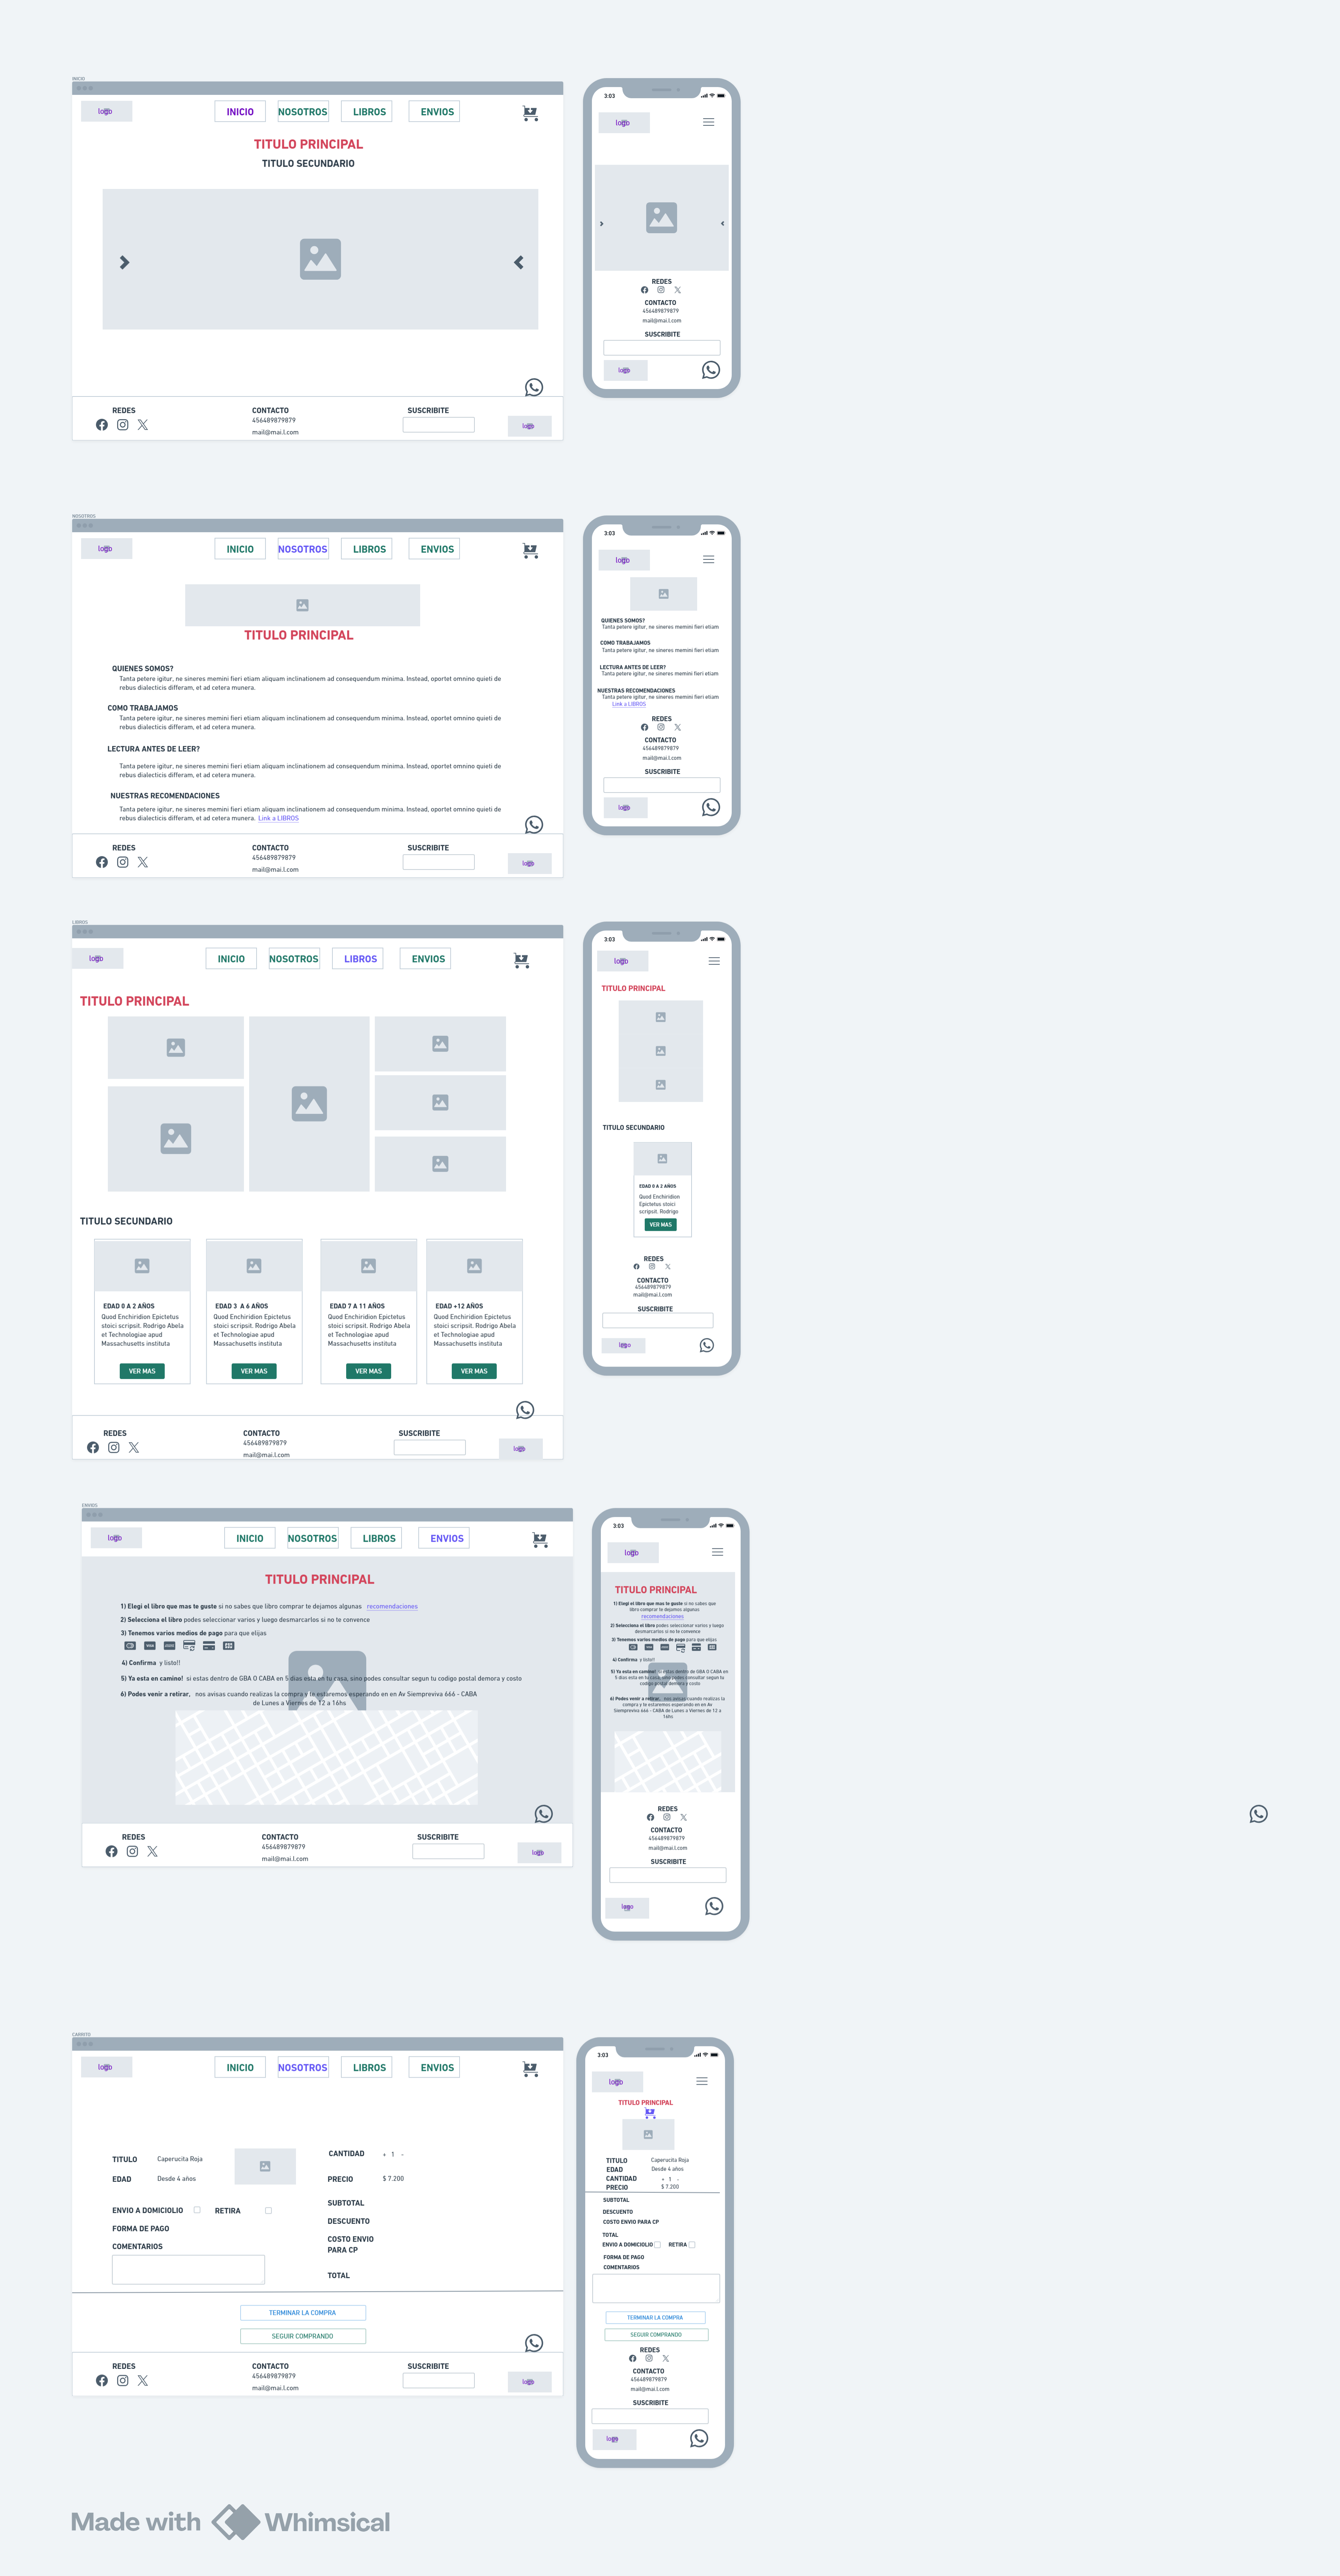 INICIO
logo
INICIO
NOSOTROS
LIBROS
ENVIOS
TITULO PRINCIPAL
TITULO SECUNDARIO
REDES
CONTACTO
456489879879
mail@mai.l.com
SUSCRIBITE
logo
3:03
logo
REDES
CONTACTO
456489879879
mail@mai.l.com
SUSCRIBITE
logo
NOSOTROS
logo
INICIO
NOSOTROS
LIBROS
ENVIOS
TITULO PRINCIPAL
QUIENES SOMOS?
Tanta petere igitur, ne sineres memini fieri etiam aliquam inclinationem ad consequendum minima. Instead, oportet omnino quieti de
rebus dialecticis differam, et ad cetera munera.
COMO TRABAJAMOS
Tanta petere igitur, ne sineres memini fieri etiam aliquam inclinationem ad consequendum minima. Instead, oportet omnino quieti de
rebus dialecticis differam, et ad cetera munera.
LECTURA ANTES DE LEER?
Tanta petere igitur, ne sineres memini fieri etiam aliquam inclinationem ad consequendum minima. Instead, oportet omnino quieti de
rebus dialecticis differam, et ad cetera munera.
NUESTRAS RECOMENDACIONES
Tanta petere igitur, ne sineres memini fieri etiam aliquam inclinationem ad consequendum minima. Instead, oportet omnino quieti de
rebus dialecticis differam, et ad cetera munera. Link a LIBROS
REDES
CONTACTO
456489879879
mail@mai.l.com
SUSCRIBITE
logo
3:03
logo
QUIENES SOMOS?
Tanta petere igitur, ne sineres memini fieri etiam
COMO TRABAJAMOS
Tanta petere igitur, ne sineres memini fieri etiam
LECTURA ANTES DE LEER?
Tanta petere igitur, ne sineres memini fieri etiam
NUESTRAS RECOMENDACIONES
Tanta petere igitur, ne sineres memini fieri etiam
Link a LIBROS
REDES
CONTACTO
456489879879
mail@mai.l.com
SUSCRIBITE
logo
LIBROS
logo
INICIO
NOSOTROS
LIBROS
ENVIOS
TITULO PRINCIPAL
TITULO SECUNDARIO
EDAD 0 A 2 AÑOS
Quod Enchiridion Epictetus
stoici scripsit. Rodrigo Abela
et Technologiae apud
Massachusetts instituta
VER MAS
EDAD 3 A 6 AÑOS
Quod Enchiridion Epictetus
stoici scripsit. Rodrigo Abela
et Technologiae apud
Massachusetts instituta
VER MAS
EDAD 7 A 11 AÑOS
Quod Enchiridion Epictetus
stoici scripsit. Rodrigo Abela
et Technologiae apud
Massachusetts instituta
VER MAS
EDAD +12 AÑOS
Quod Enchiridion Epictetus
stoici scripsit. Rodrigo Abela
et Technologiae apud
Massachusetts instituta
VER MAS
REDES
CONTACTO
456489879879
mail@mai.l.com
SUSCRIBITE
logo
3:03
logo
TITULO PRINCIPAL
TITULO SECUNDARIO
EDAD 0 A 2 AÑOS
Quod Enchiridion
Epictetus stoici
scripsit. Rodrigo
VER MAS
REDES
CONTACTO
456489879879
mail@mai.l.com
SUSCRIBITE
logo
ENVIOS
logo
INICIO
NOSOTROS
LIBROS
ENVIOS
TITULO PRINCIPAL
1) Elegi el libro que mas te guste si no sabes que libro comprar te dejamos algunas recomendaciones
2) Selecciona el libro podes seleccionar varios y luego desmarcarlos si no te convence
3) Tenemos varios medios de pago para que elijas
VISA
4) Confirma y listo!!
5) Ya esta en camino! si estas dentro de GBA O CABA en 5 dias esta en tu casa, sino podes consultar segun tu codigo postal demora y costo
6) Podes venir a retirar, nos avisas cuando realizas la compra y te estaremos esperando en en Av Siempreviva 666 - CABA
de Lunes a Viernes de 12 a 16hs
REDES
CONTACTO
456489879879
mail@mai.l.com
SUSCRIBITE
logo
3:03
logo
TITULO PRINCIPAL
1) Elegi el libro que mas te guste si no sabes que
libro comprar te dejamos algunas
recomendaciones
2) Selecciona el libro podes seleccionar varios y luego
desmarcarlos si no te convence
3) Tenemos varios medios de pago para que elijas
4) Confirma y listo!!
5) Ya esta en camino! si estas dentro de GBA O CABA en
5 dias esta en tu casa, sino podes consultar segun tu
codigo postal demora y costo
6) Podes venir a retirar, nos avisas cuando realizas la
compra y te estaremos esperando en en Av
Siempreviva 666 - CABA de Lunes a Viernes de 12 a
16hs
REDES
CONTACTO
456489879879
mail@mai.l.com
SUSCRIBITE
logo
CARRITO
logo
INICIO
NOSOTROS
LIBROS
ENVIOS
TITULO Caperucita Roja
EDAD Desde 4 años
ENVIO A DOMICIOLIO RETIRA
FORMA DE PAGO
COMENTARIOS
CANTIDAD + 1 -
PRECIO $ 7.200
SUBTOTAL
DESCUENTO
COSTO ENVIO
PARA CP
TOTAL
TERMINAR LA COMPRA
SEGUIR COMPRANDO
REDES
CONTACTO
456489879879
mail@mai.l.com
SUSCRIBITE
logo
3:03
logo
TITULO PRINCIPAL
TITULO Caperucita Roja
EDAD Desde 4 años
CANTIDAD + 1 -
PRECIO $ 7.200
SUBTOTAL
DESCUENTO
COSTO ENVIO PARA CP
TOTAL
ENVIO A DOMICIOLIO RETIRA
FORMA DE PAGO
COMENTARIOS
TERMINAR LA COMPRA
SEGUIR COMPRANDO
REDES
CONTACTO
456489879879
mail@mai.l.com
SUSCRIBITE
logo
Made with Whimsical